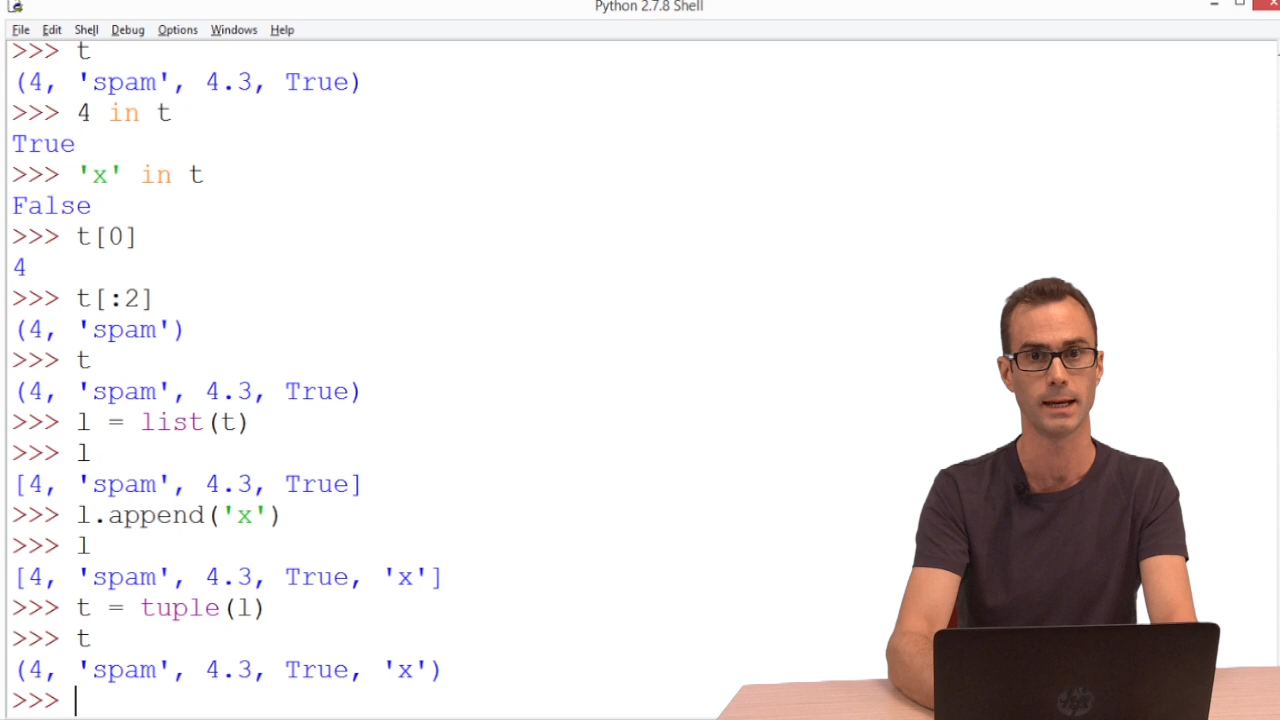 Python 2.7.8 Shell
File Edit Shell Debug Options Windows Help
>>> t
(4, 'spam', 4.3, True)
>>> 4 in t
True
>>> 'x' in t
False
>>> t[0]
4
>>> t[:2]
(4, 'spam')
>>> t
(4, 'spam', 4.3, True)
>>> l = list(t)
>>> l
[4, 'spam', 4.3, True]
>>> l.append('x')
>>> l
[4, 'spam', 4.3, True, 'x']
>>> t = tuple(l)
>>> t
(4, 'spam', 4.3, True, 'x')
>>>
hp